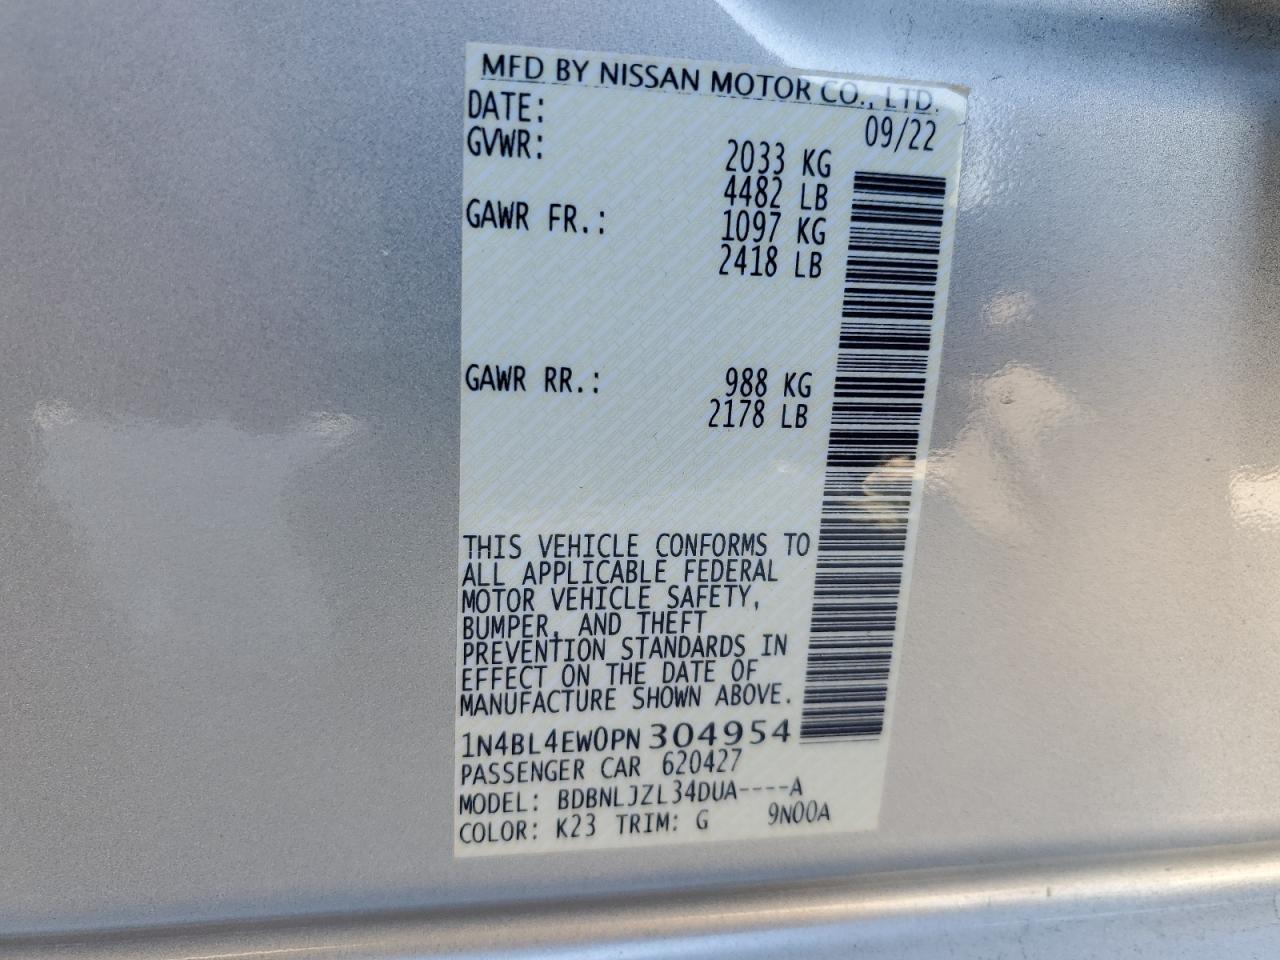 MFD BY NISSAN MOTOR CO., LTD.
DATE: 09/22
GVWR: 2033 KG
4482 LB
GAWR FR.: 1097 KG
2418 LB
GAWR RR.: 988 KG
2178 LB
THIS VEHICLE CONFORMS TO
ALL APPLICABLE FEDERAL
MOTOR VEHICLE SAFETY,
BUMPER, AND THEFT
PREVENTION STANDARDS IN
EFFECT ON THE DATE OF
MANUFACTURE SHOWN ABOVE.
1N4BL4EW0PN304954
PASSENGER CAR 620427
MODEL: BDBNLJZL34DUA----A
COLOR: K23 TRIM: G 9N00A